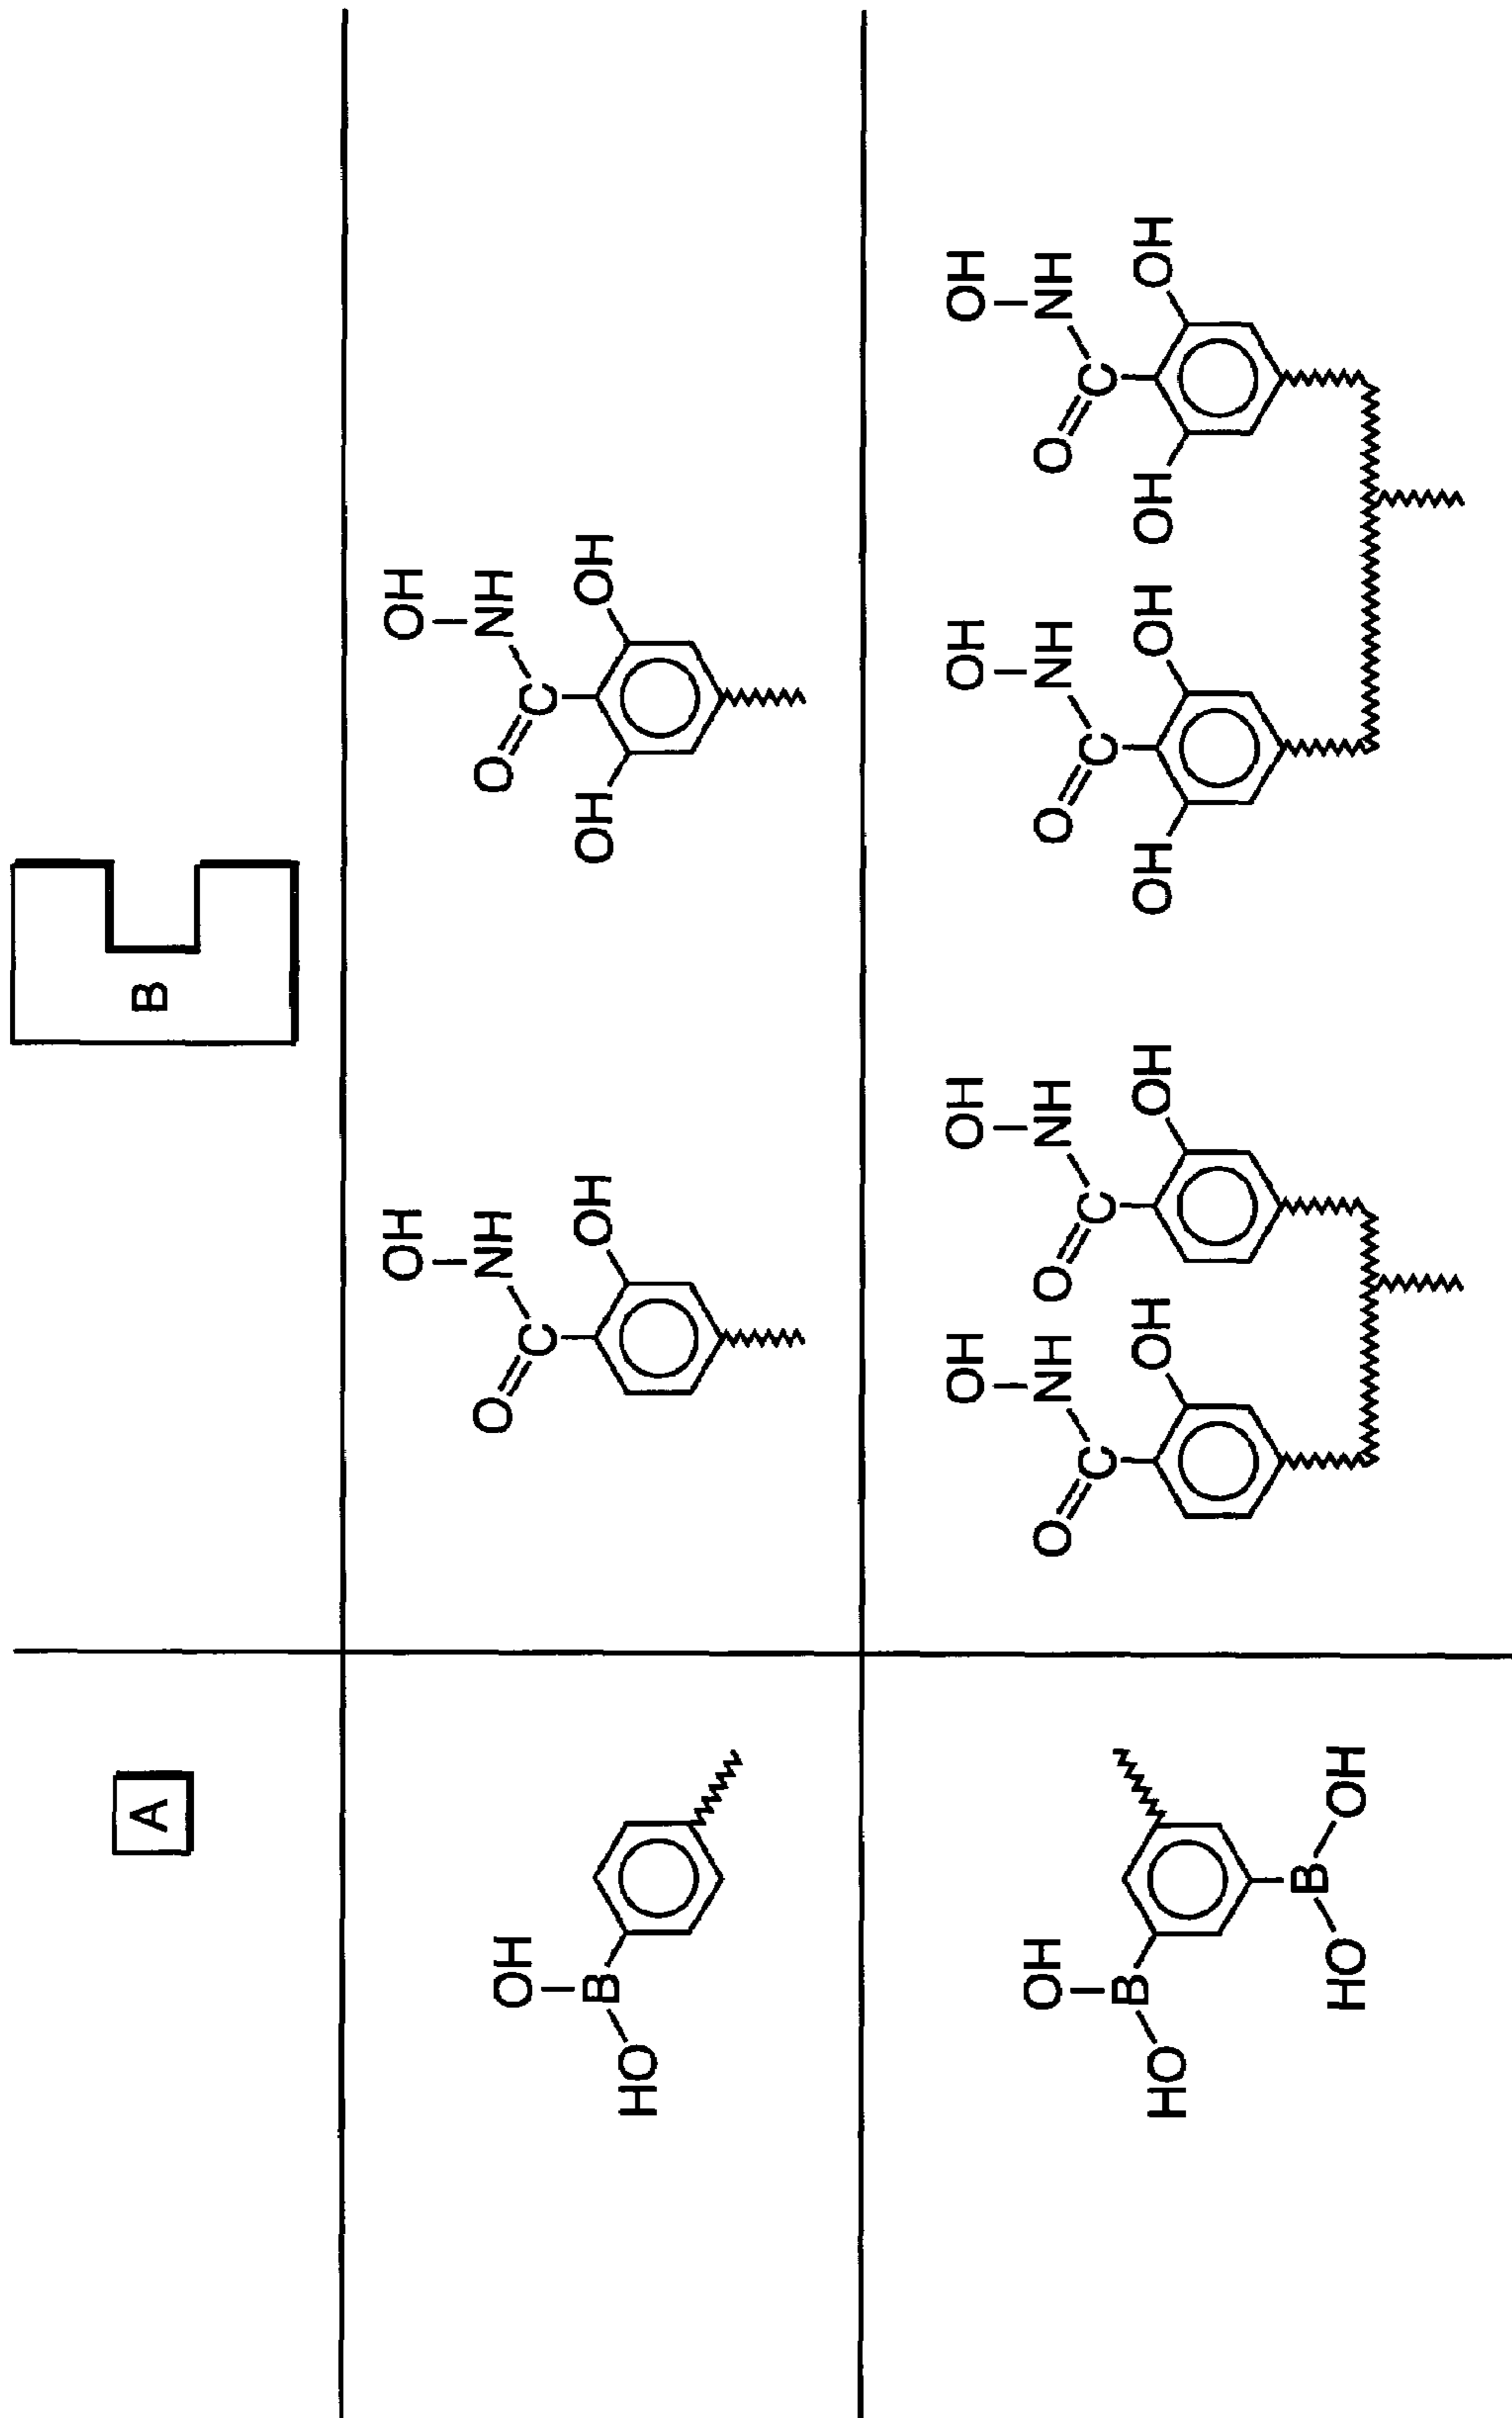 A B
OH OH
O NH O NH
OH C C
B OH OH OH
HO
OH OH OH OH
OH O NH O NH O NH O NH
C C C C
B OH OH OH OH OH OH
HO
B
HO OH